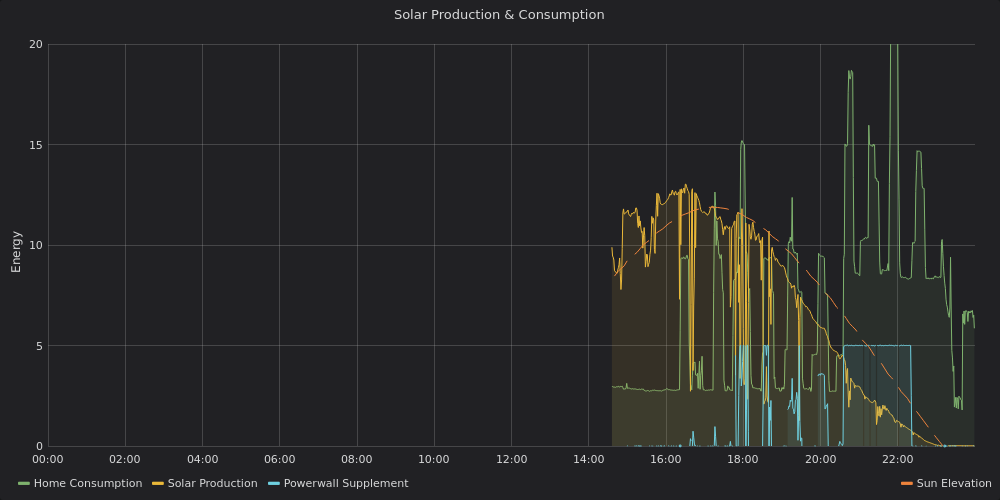 Solar Production & Consumption
20
15
10
5
0
Energy
00:00 02:00 04:00 06:00 08:00 10:00 12:00 14:00 16:00 18:00 20:00 22:00
Home Consumption Solar Production Powerwall Supplement Sun Elevation